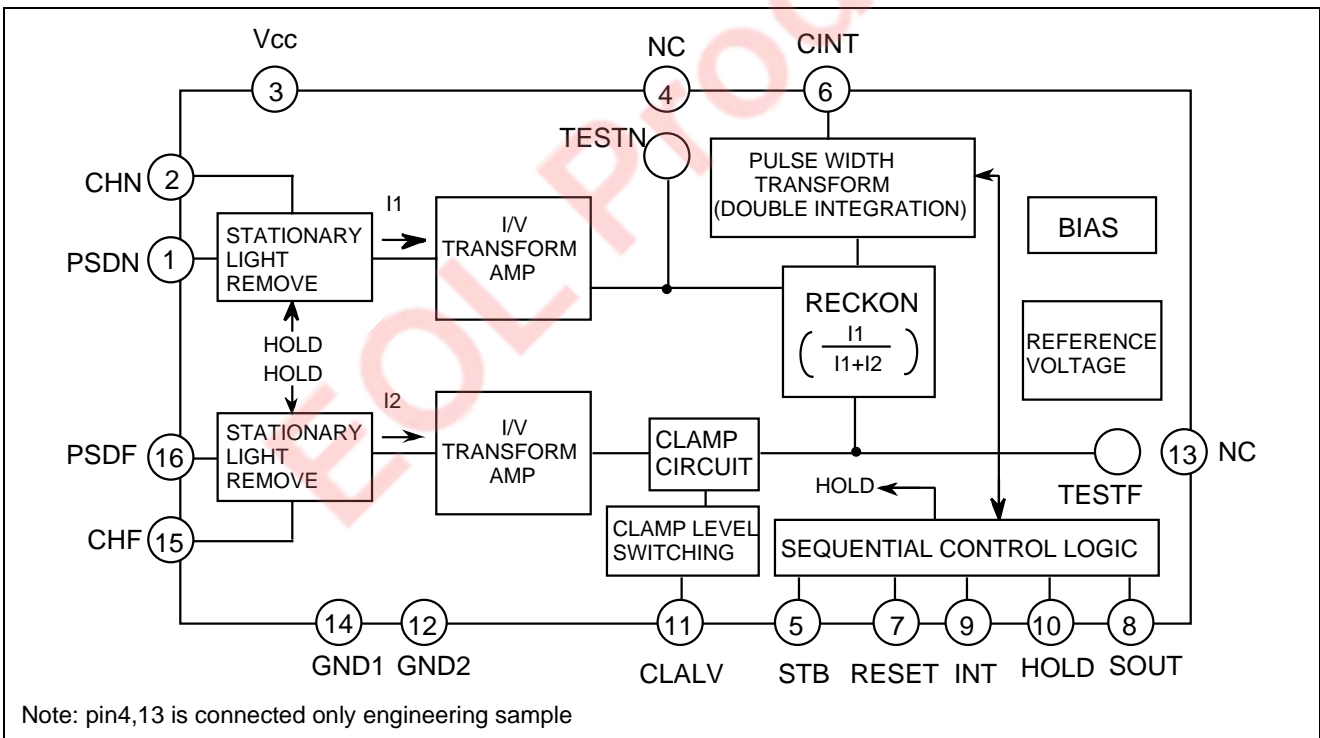 Vcc
NC
CINT
3
4
6
TESTN
CHN
2
PULSE WIDTH
TRANSFORM
(DOUBLE INTEGRATION)
I1
STATIONARY
LIGHT
REMOVE
I/V
TRANSFORM
AMP
BIAS
PSDN
1
RECKON
( I1
I1+I2 )
REFERENCE
VOLTAGE
HOLD
HOLD
I2
PSDF
16
STATIONARY
LIGHT
REMOVE
I/V
TRANSFORM
AMP
CLAMP
CIRCUIT
13
NC
TESTF
HOLD
CHF
15
CLAMP LEVEL
SWITCHING
SEQUENTIAL CONTROL LOGIC
14
12
11
5
7
9
10
8
GND1
GND2
CLALV
STB
RESET
INT
HOLD
SOUT
Note: pin4,13 is connected only engineering sample